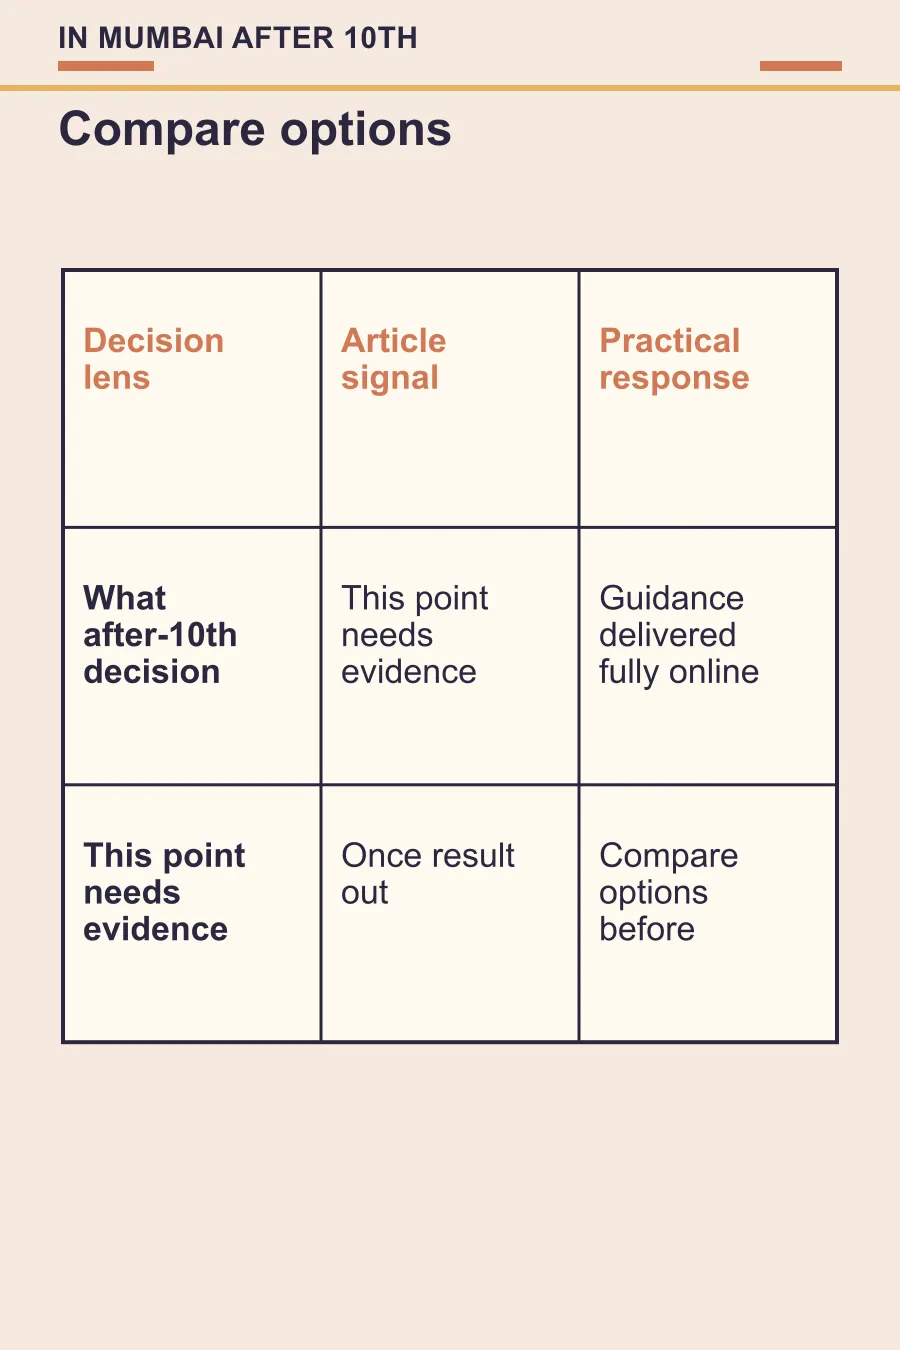 IN MUMBAI AFTER 10TH
Compare options
Decision
lens
Article
signal
Practical
response
What
after-10th
decision
This point
needs
evidence
Guidance
delivered
fully online
This point
needs
evidence
Once result
out
Compare
options
before